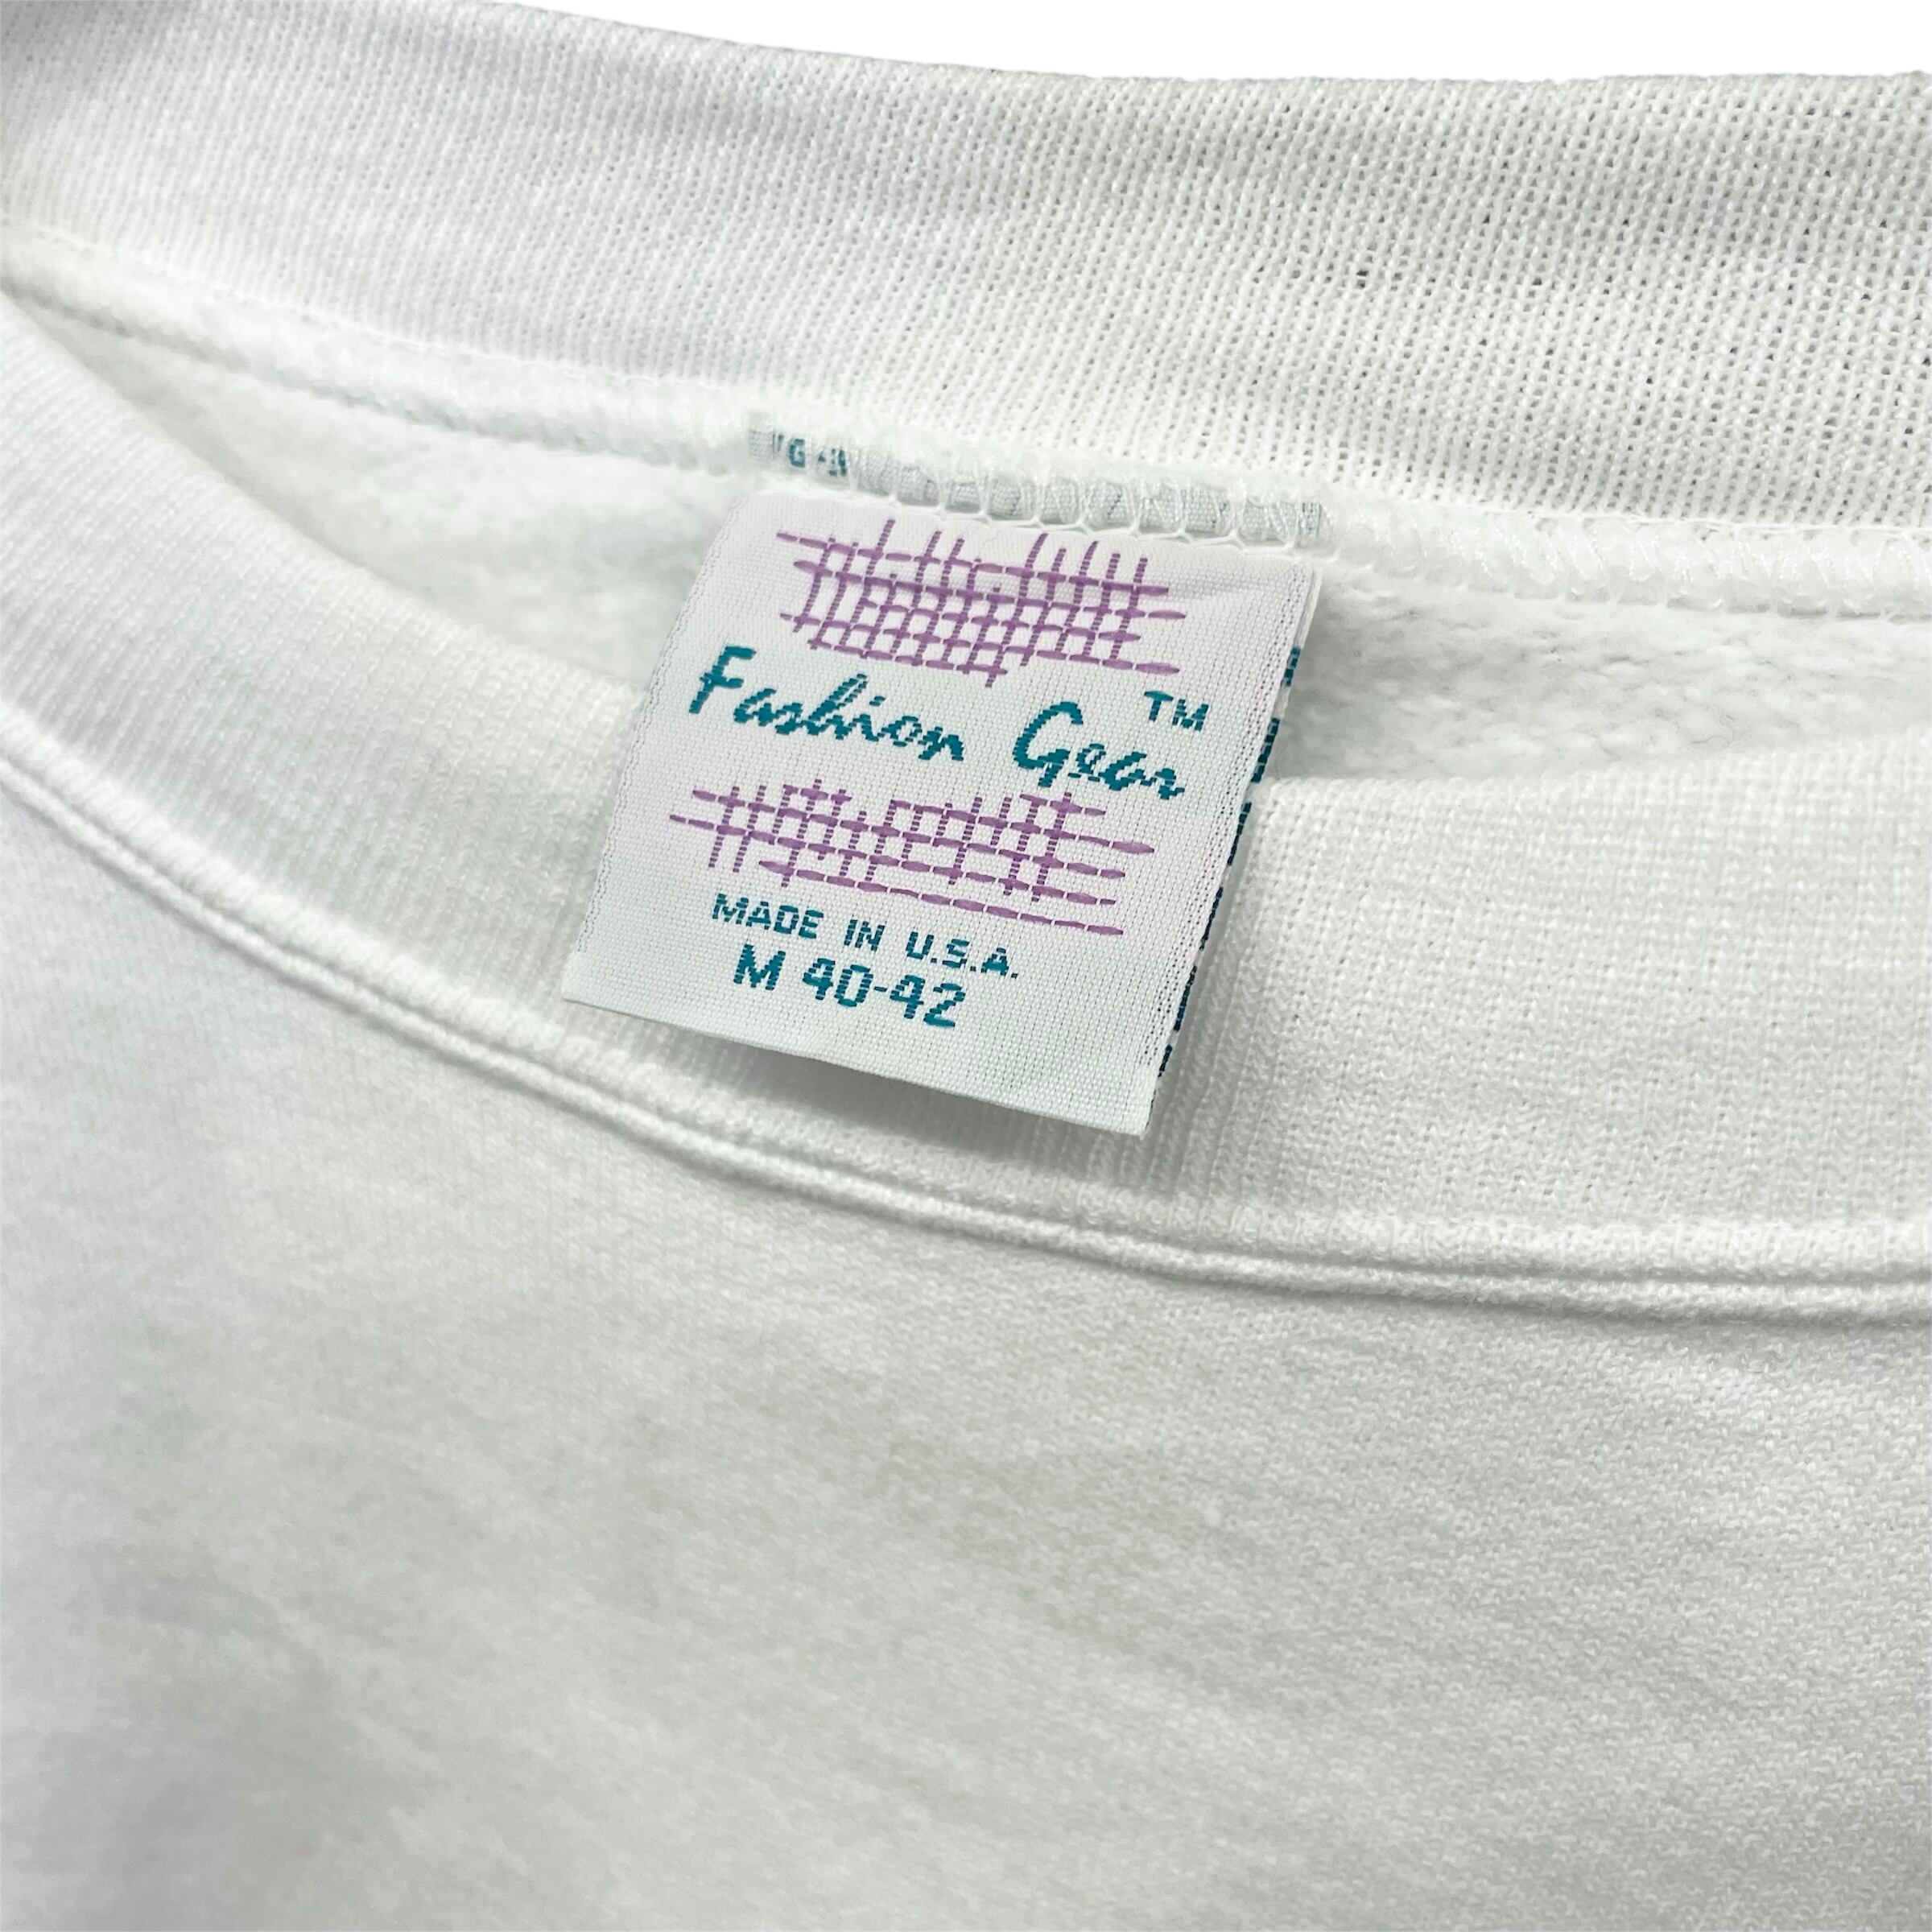 Fashion Gear™
MADE IN U.S.A.
M 40-42